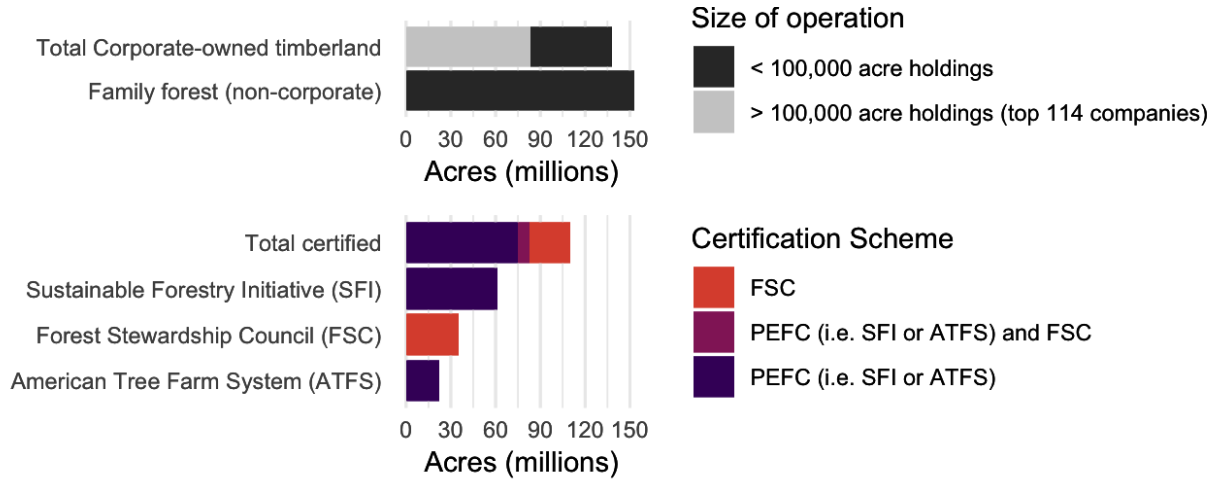 Total Corporate-owned timberland
Family forest (non-corporate)
0 30 60 90 120 150
Acres (millions)
Size of operation
< 100,000 acre holdings
> 100,000 acre holdings (top 114 companies)
Total certified
Sustainable Forestry Initiative (SFI)
Forest Stewardship Council (FSC)
American Tree Farm System (ATFS)
0 30 60 90 120 150
Acres (millions)
Certification Scheme
FSC
PEFC (i.e. SFI or ATFS) and FSC
PEFC (i.e. SFI or ATFS)